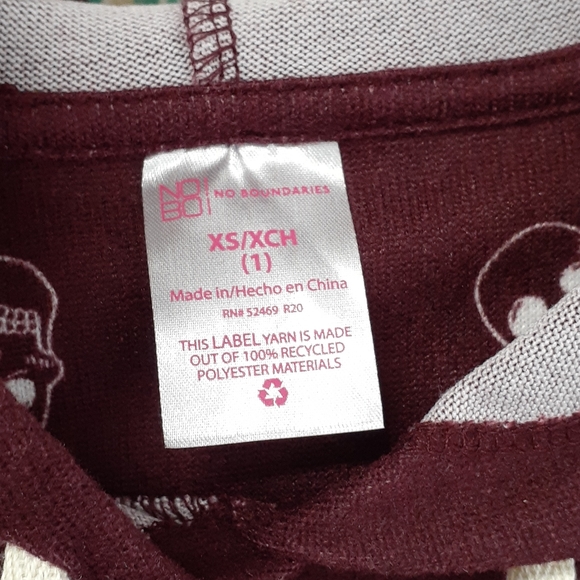 NO
BO
NO BOUNDARIES
XS/XCH
(1)
Made in/Hecho en China
RN# 52469 R20
THIS LABEL YARN IS MADE
OUT OF 100% RECYCLED
POLYESTER MATERIALS